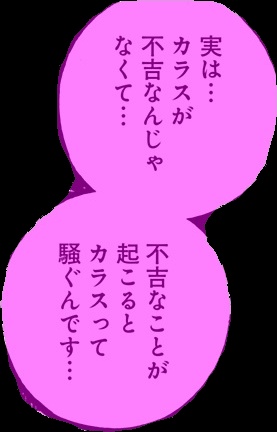 実は…
カラスが
不吉なんじゃ
なくて…
不吉なことが
起こると
カラスって
騒ぐんです…